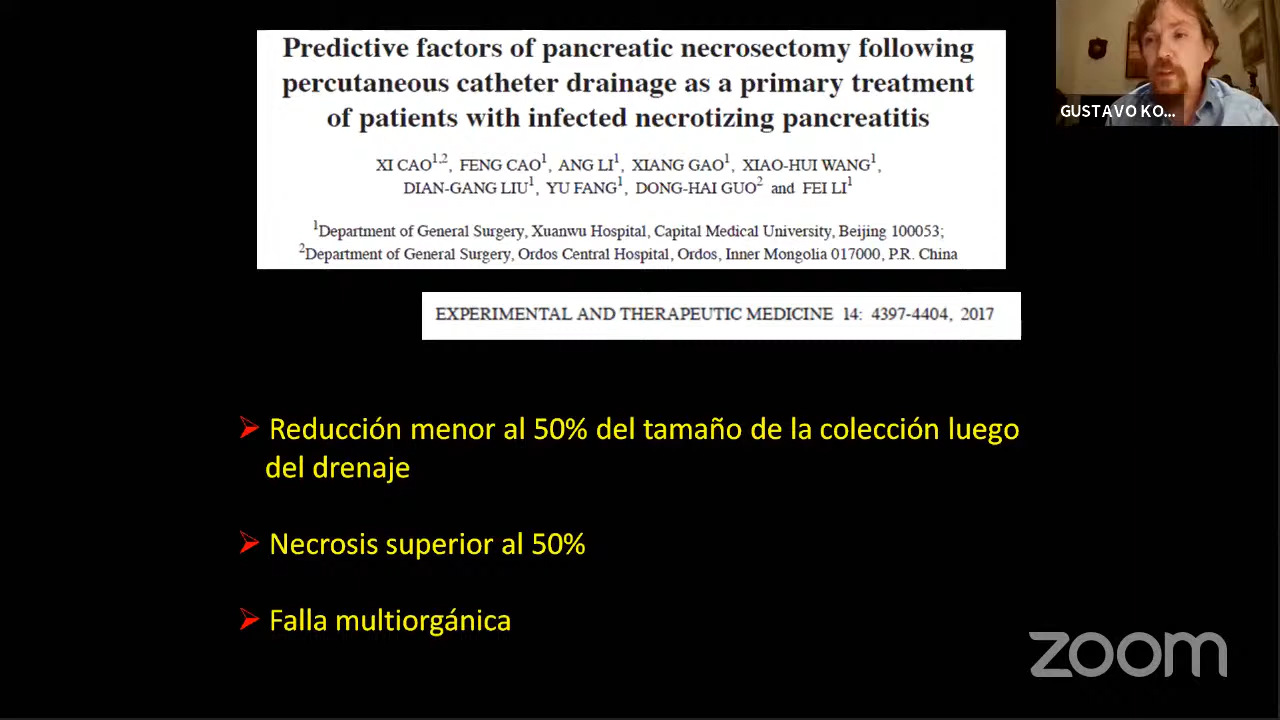 Predictive factors of pancreatic necrosectomy following
percutaneous catheter drainage as a primary treatment
of patients with infected necrotizing pancreatitis
XI CAO1,2, FENG CAO1, ANG LI1, XIANG GAO1, XIAO-HUI WANG1,
DIAN-GANG LIU1, YU FANG1, DONG-HAI GUO2 and FEI LI1
1Department of General Surgery, Xuanwu Hospital, Capital Medical University, Beijing 100053;
2Department of General Surgery, Ordos Central Hospital, Ordos, Inner Mongolia 017000, P.R. China
EXPERIMENTAL AND THERAPEUTIC MEDICINE 14: 4397-4404, 2017
GUSTAVO KO...
Reducción menor al 50% del tamaño de la colección luego
del drenaje
Necrosis superior al 50%
Falla multiorgánica
zoom